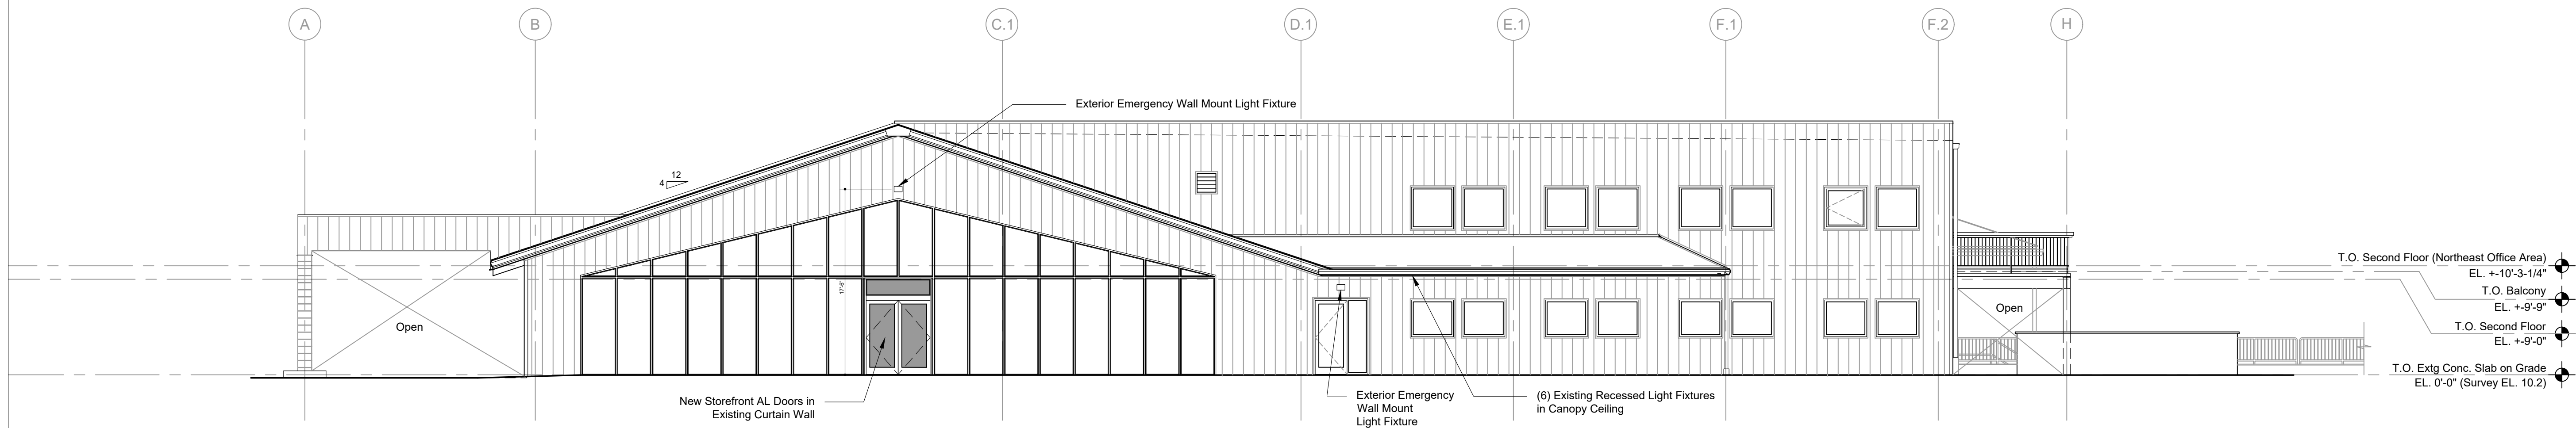 A
B
C.1
D.1
E.1
F.1
F.2
H
Exterior Emergency Wall Mount Light Fixture
12
4
17'-6"
Open
New Storefront AL Doors in
Existing Curtain Wall
Exterior Emergency
Wall Mount
Light Fixture
(6) Existing Recessed Light Fixtures
in Canopy Ceiling
Open
T.O. Second Floor (Northeast Office Area)
EL. +-10'-3-1/4"
T.O. Balcony
EL. +-9'-9"
T.O. Second Floor
EL. +-9'-0"
T.O. Extg Conc. Slab on Grade
EL. 0'-0" (Survey EL. 10.2)